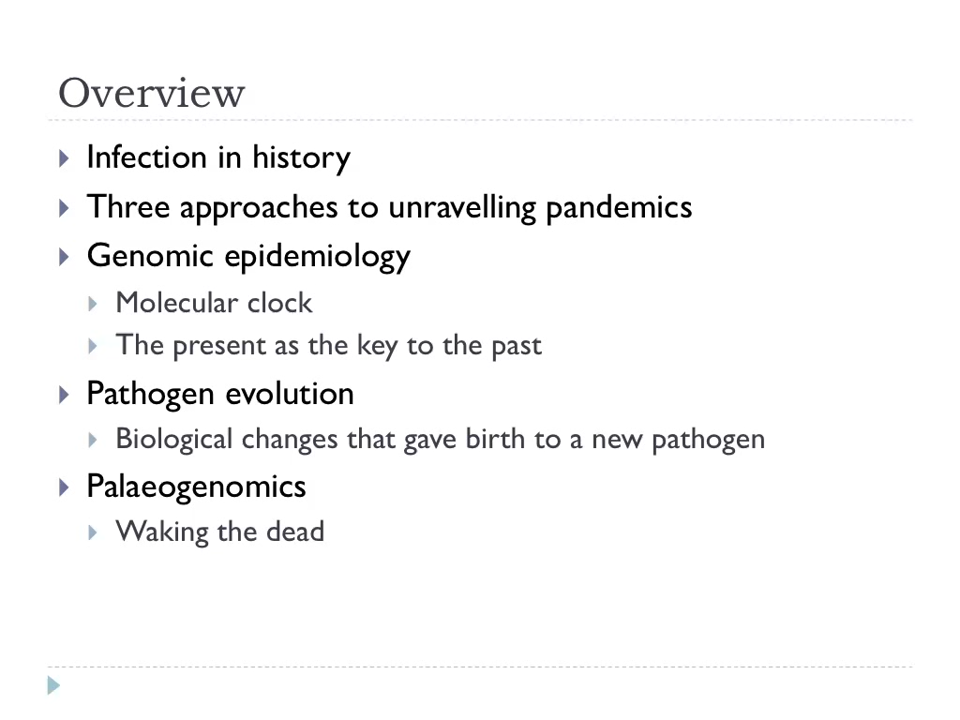 Overview
Infection in history
Three approaches to unravelling pandemics
Genomic epidemiology
Molecular clock
The present as the key to the past
Pathogen evolution
Biological changes that gave birth to a new pathogen
Palaeogenomics
Waking the dead